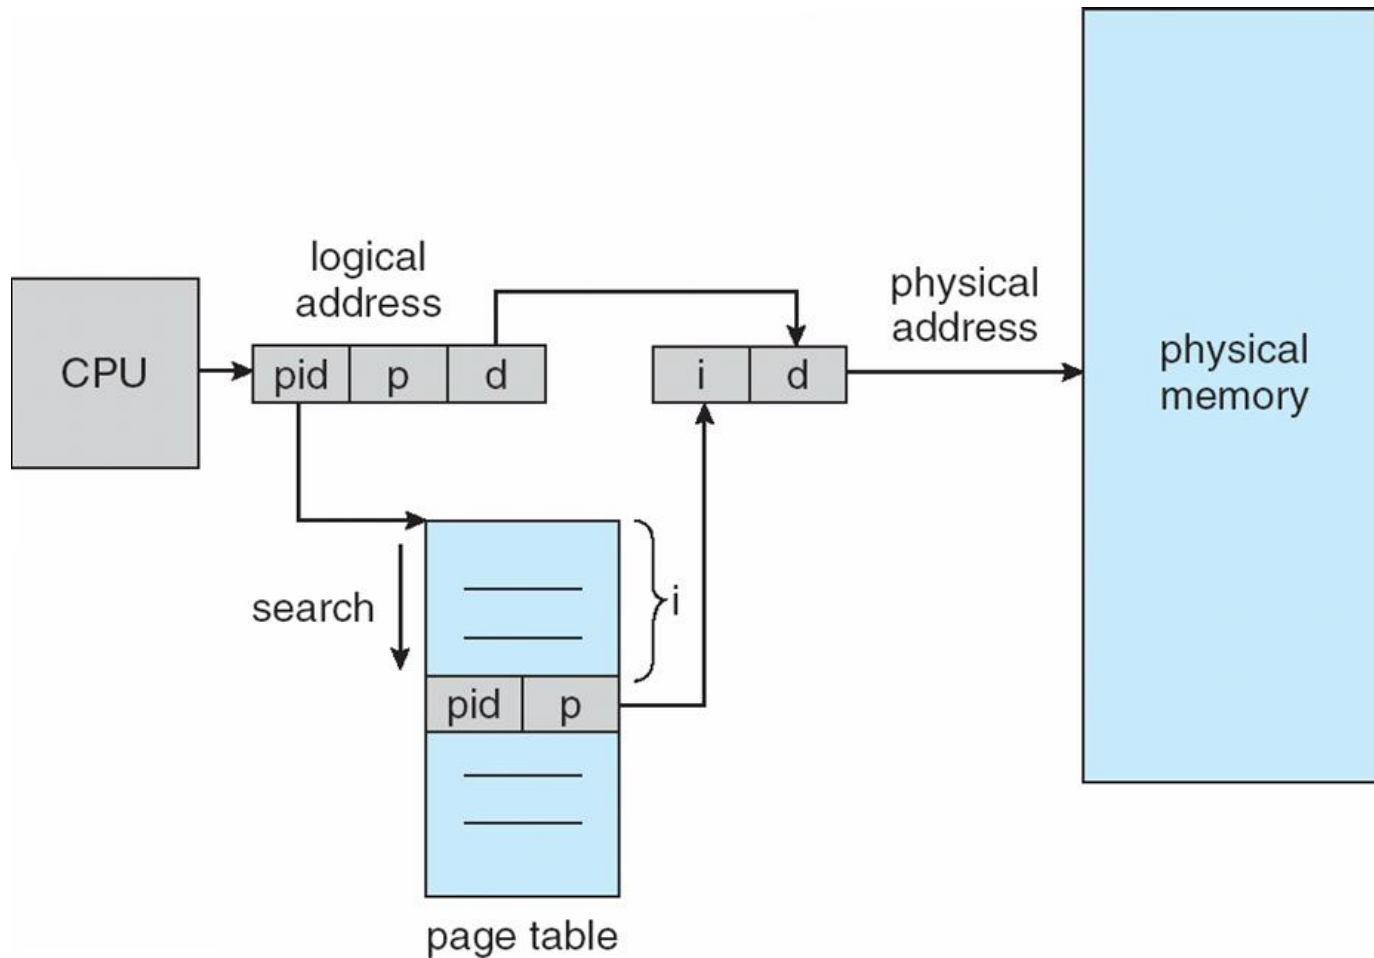 logical
address
physical
address
CPU
pid
p
d
i
d
physical
memory
search
i
pid
p
page table